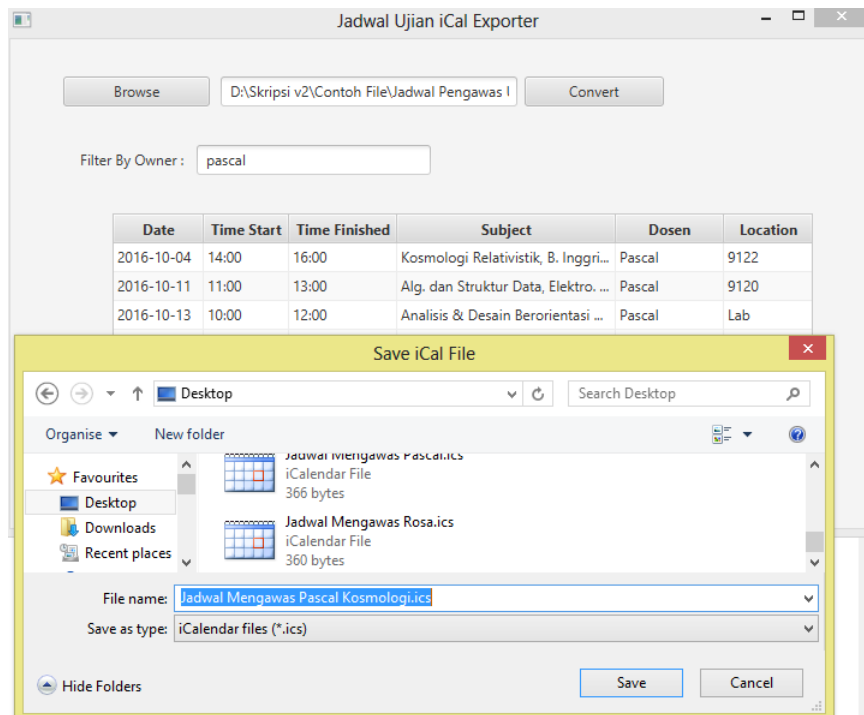 Jadwal Ujian iCal Exporter
Browse D:\Skripsi v2\Contoh File\Jadwal Pengawas Convert
Filter By Owner : pascal
Date Time Start Time Finished Subject Dosen Location
2016-10-04 14:00 16:00 Kosmologi Relativistik, B. Inggri... Pascal 9122
2016-10-11 11:00 13:00 Alg. dan Struktur Data, Elektro. ... Pascal 9120
2016-10-13 10:00 12:00 Analisis & Desain Berorientasi ... Pascal Lab
Save iCal File
Desktop Search Desktop
Organise New folder
Jadwal Mengawas Pascal.ics
iCalendar File
366 bytes
Jadwal Mengawas Rosa.ics
iCalendar File
360 bytes
Favourites
Desktop
Downloads
Recent places
File name: Jadwal Mengawas Pascal Kosmologi.ics
Save as type: iCalendar files (*.ics)
Hide Folders Save Cancel